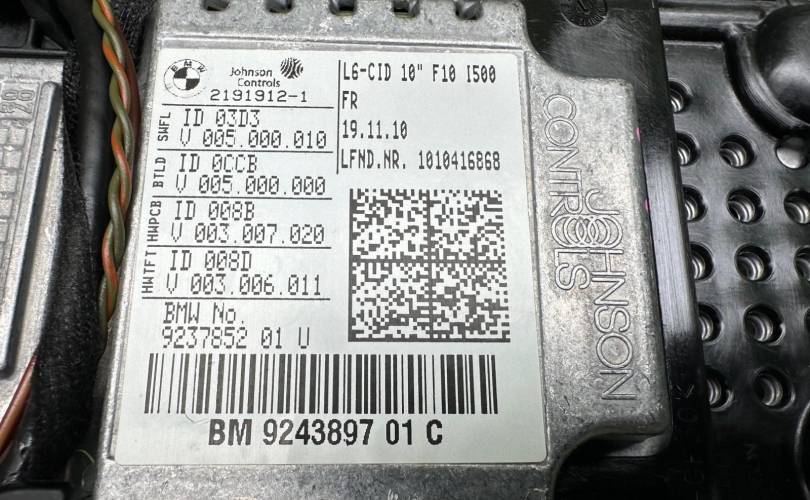 BMW
Johnson
Controls
2191912-1
SWFL
ID 03D3
V 005.000.010
BTLD
ID 0CCB
V 005.000.000
HWPCB
ID 008B
V 003.007.020
HWTFT
ID 008D
V 003.006.011
BMW No.
9237852 01 U
L6-CID 10" F10 I500
FR
19.11.10
LFND.NR. 1010416868
BM 9243897 01 C
JOHNSON
CONTROLS